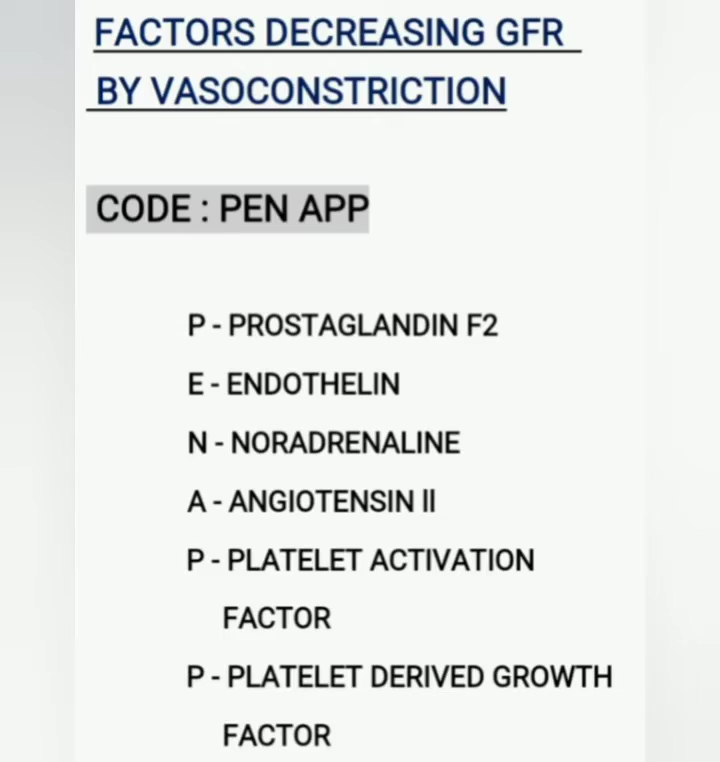 FACTORS DECREASING GFR
BY VASOCONSTRICTION
CODE : PEN APP
P - PROSTAGLANDIN F2
E - ENDOTHELIN
N - NORADRENALINE
A - ANGIOTENSIN ll
P - PLATELET ACTIVATION
FACTOR
P - PLATELET DERIVED GROWTH
FACTOR